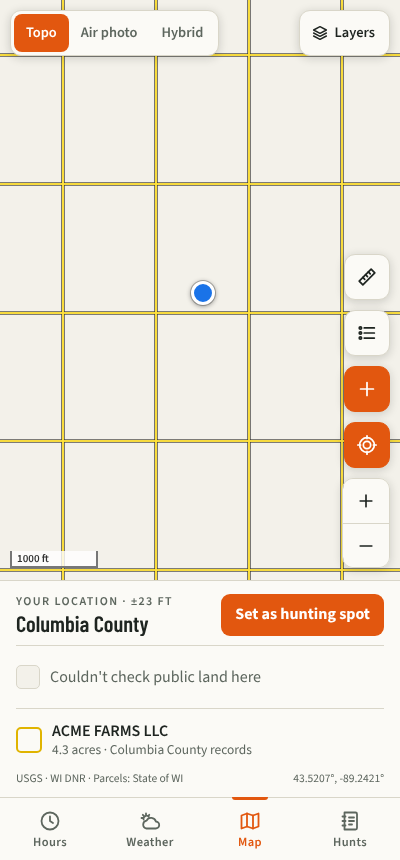 Topo
Air photo
Hybrid
Layers
1000 ft
YOUR LOCATION · ±23 FT
Columbia County
Set as hunting spot
Couldn't check public land here
ACME FARMS LLC
4.3 acres · Columbia County records
USGS · WI DNR · Parcels: State of WI
43.5207°, -89.2421°
Hours
Weather
Map
Hunts